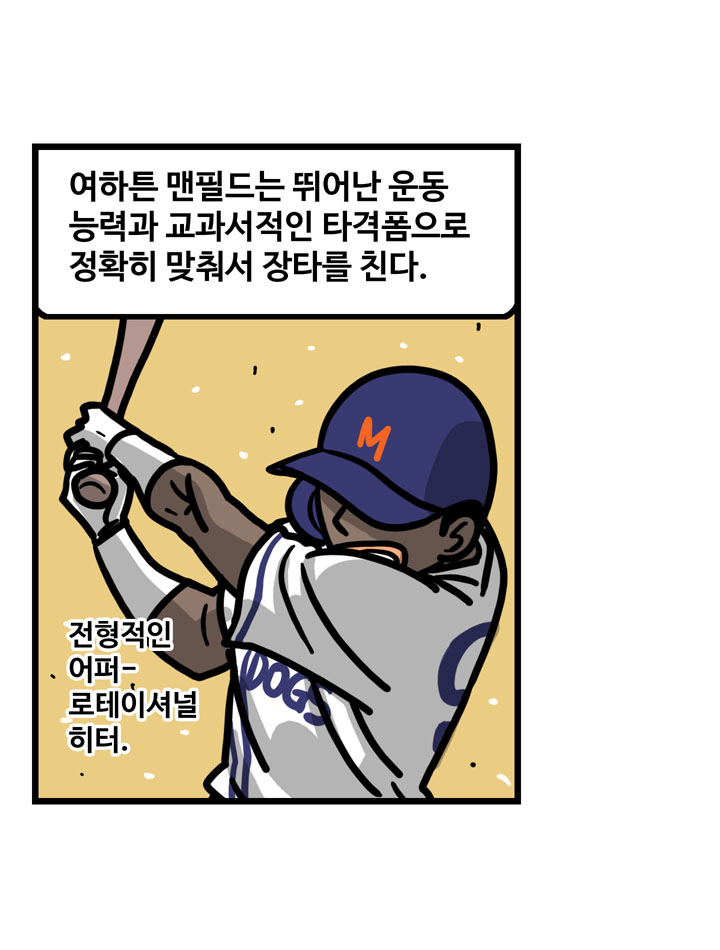 여하튼 맨필드는 뛰어난 운동
능력과 교과서적인 타격폼으로
정확히 맞춰서 장타를 친다.
M
전형적인
어퍼-
로테이셔널
히터.
DOGS